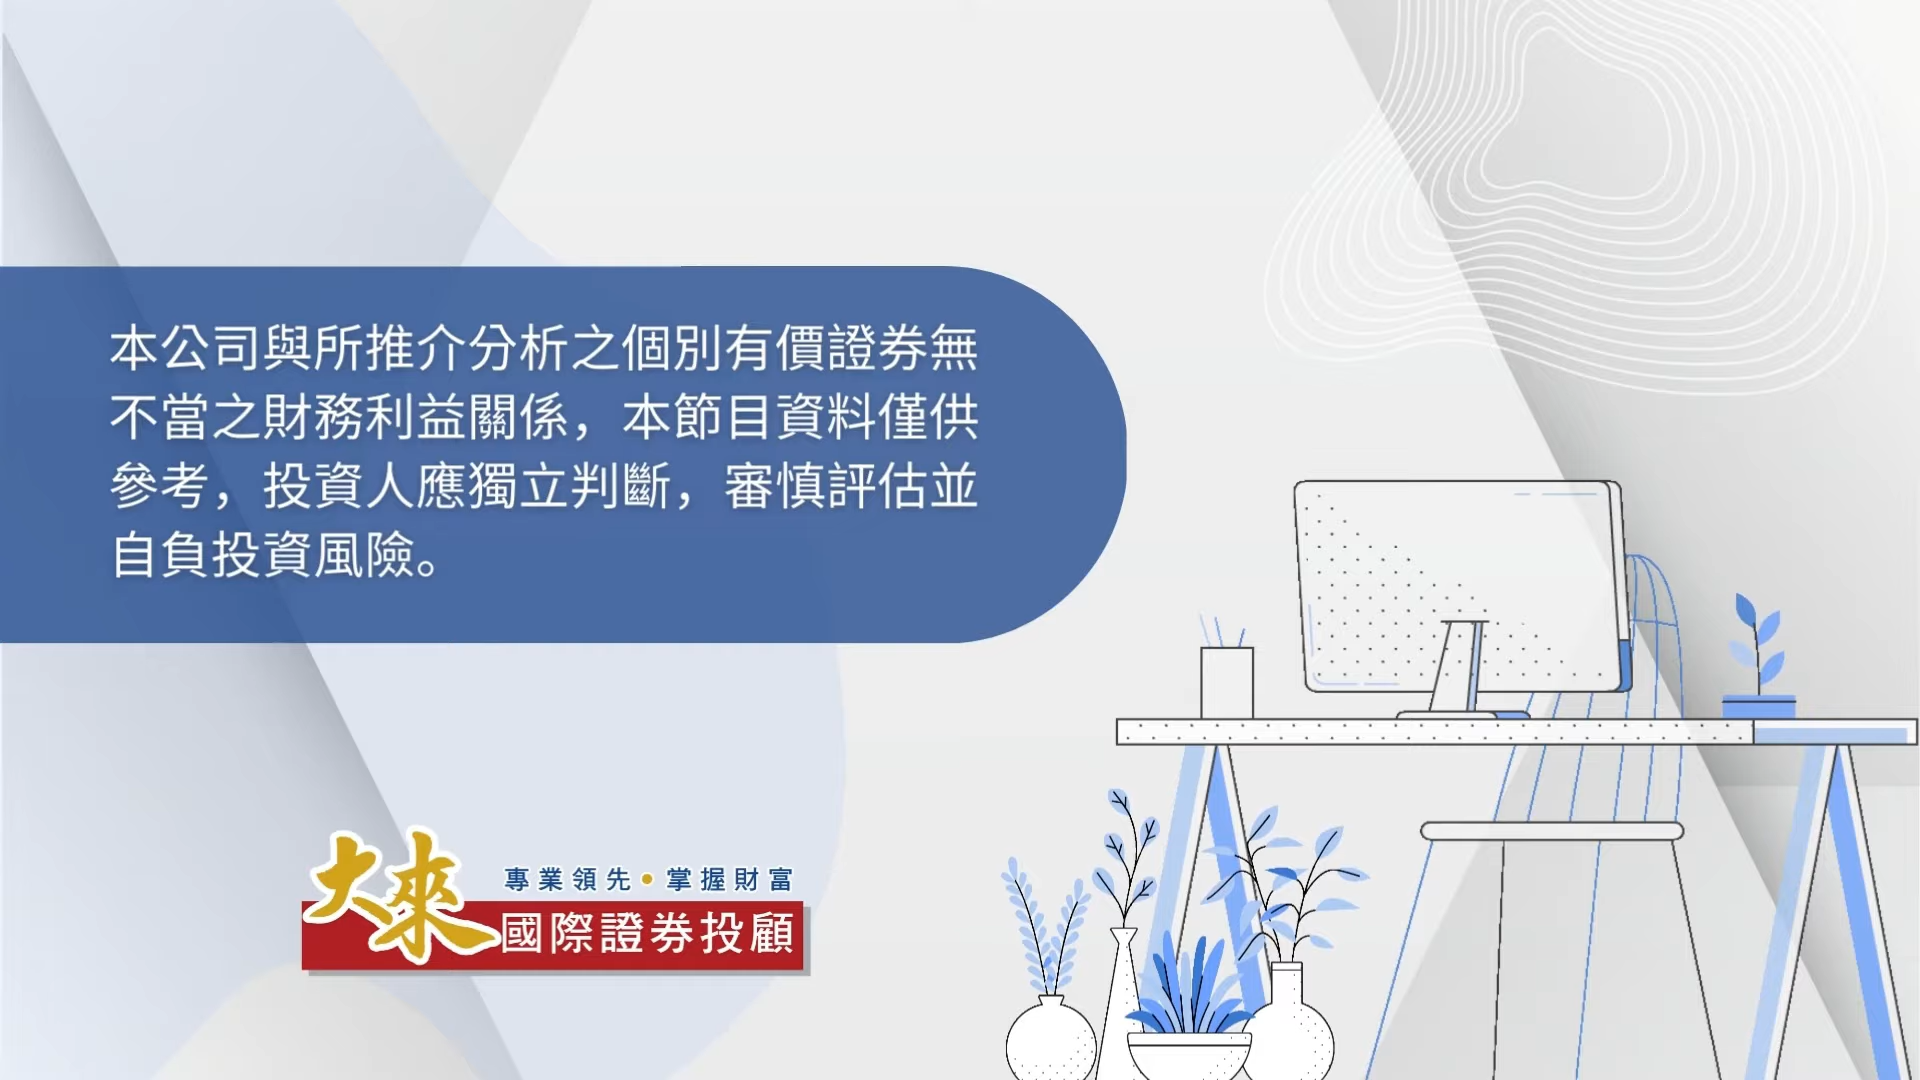 本公司與所推介分析之個別有價證券無
不當之財務利益關係，本節目資料僅供
參考，投資人應獨立判斷，審慎評估並
自負投資風險。
專業領先•掌握財富
大來國際證券投顧